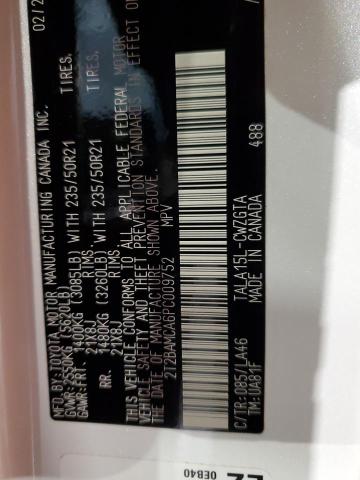 MFD. BY: TOYOTA MOTOR MANUFACTURING CANADA INC. 02/2
GVWR: 2550KG (5620LB)
GAWR: FRT. 1400KG (3085LB) WITH 235/50R21 TIRES,
21X8J RIMS.
RR. 1480KG (3260LB) WITH 235/50R21 TIRES,
21X8J RIMS.
THIS VEHICLE CONFORMS TO ALL APPLICABLE FEDERAL MOTOR
VEHICLE SAFETY AND THEFT PREVENTION STANDARDS IN EFFECT ON
THE DATE OF MANUFACTURE SHOWN ABOVE.
2T2BAMCA6PC009752 MPV
C/TR: 085/LA46 TALA45L-CW7GTA 488
TM: UA81F MADE IN CANADA
0EB40